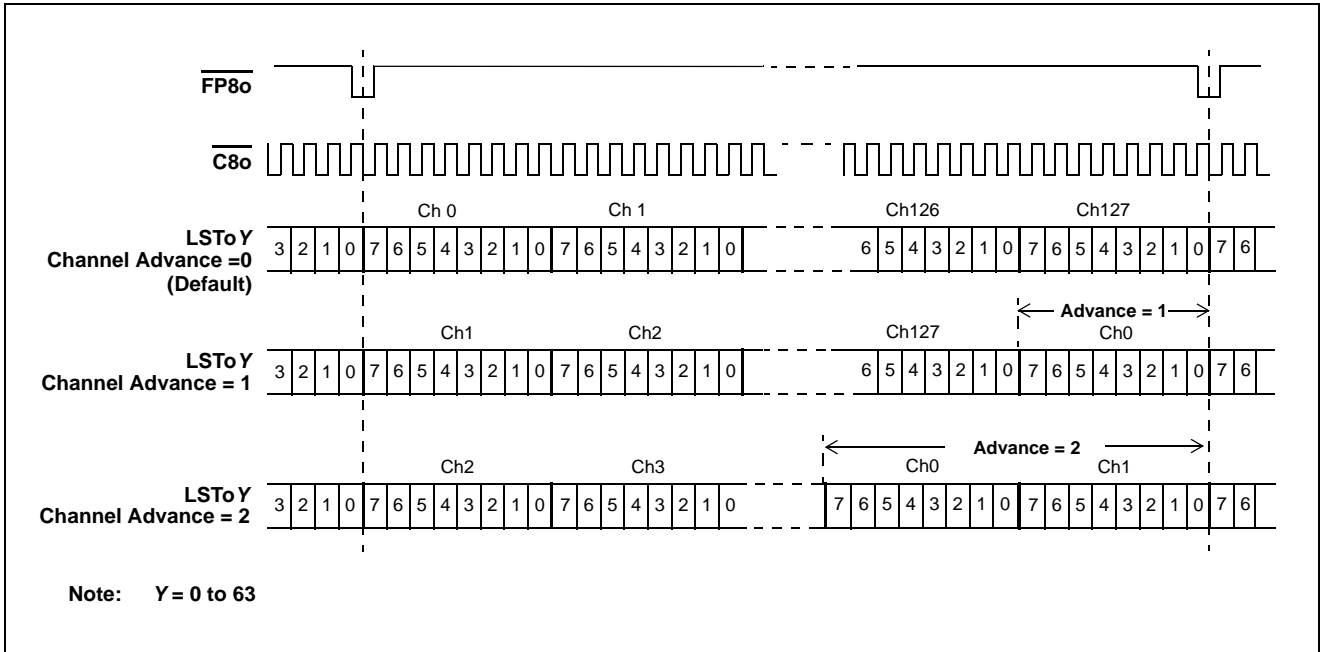 FP8o
C8o
Ch 0 Ch 1 Ch126 Ch127
LSToY
Channel Advance =0
(Default)
3 2 1 0 7 6 5 4 3 2 1 0 7 6 5 4 3 2 1 0 6 5 4 3 2 1 0 7 6 5 4 3 2 1 0 7 6
Advance = 1
Ch1 Ch2 Ch127 Ch0
LSToY
Channel Advance = 1
3 2 1 0 7 6 5 4 3 2 1 0 7 6 5 4 3 2 1 0 6 5 4 3 2 1 0 7 6 5 4 3 2 1 0 7 6
Advance = 2
Ch2 Ch3 Ch0 Ch1
LSToY
Channel Advance = 2
3 2 1 0 7 6 5 4 3 2 1 0 7 6 5 4 3 2 1 0 7 6 5 4 3 2 1 0 7 6 5 4 3 2 1 0 7 6
Note: Y = 0 to 63